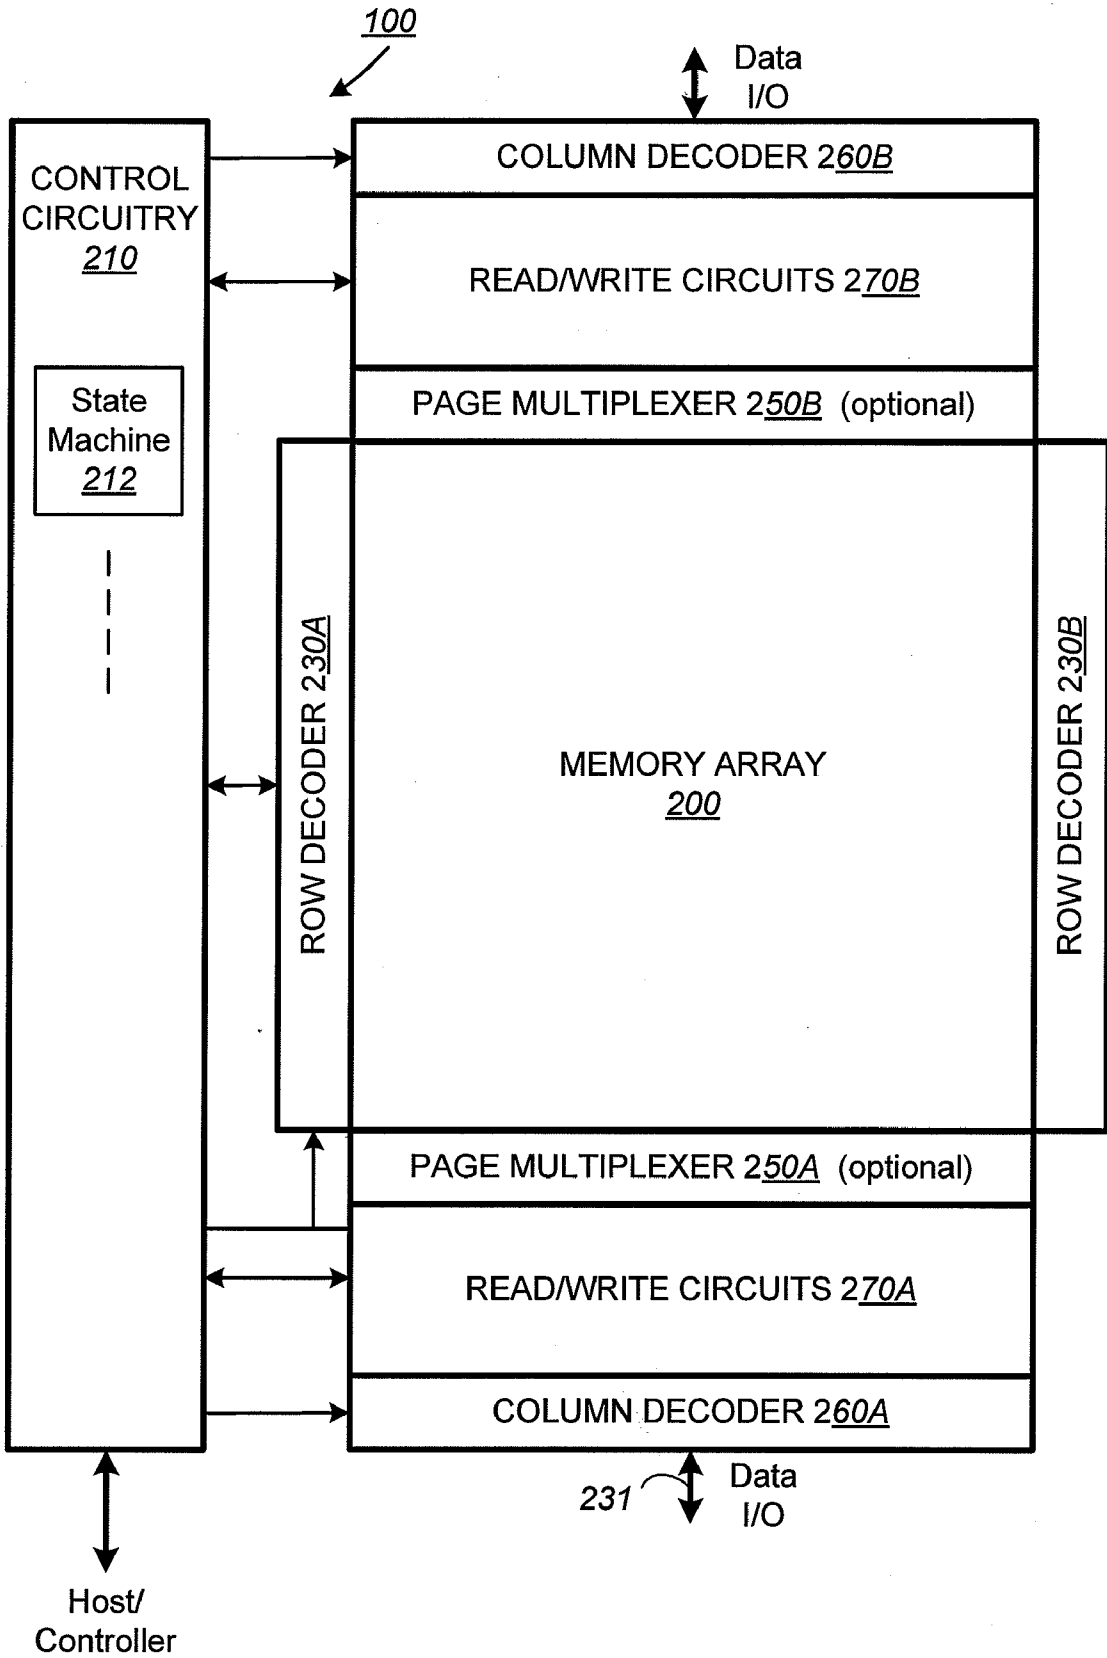 100
Data
I/O
COLUMN DECODER 260B
CONTROL
CIRCUITRY
210
READ/WRITE CIRCUITS 270B
State
Machine
212
PAGE MULTIPLEXER 250B (optional)
ROW DECODER 230A
MEMORY ARRAY
200
ROW DECODER 230B
PAGE MULTIPLEXER 250A (optional)
READ/WRITE CIRCUITS 270A
COLUMN DECODER 260A
231
Data
I/O
Host/
Controller